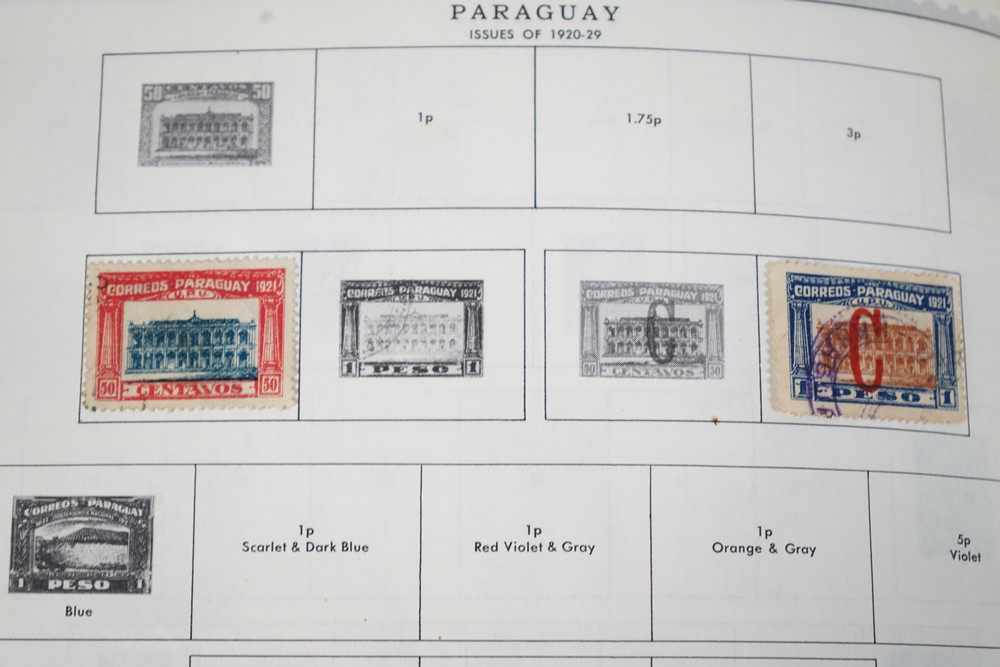 PARAGUAY
ISSUES OF 1920-29
50 CENTAVOS 50
1p
1.75p
3p
CORREOS PARAGUAY 1921
U.P.U.
50 CENTAVOS 50
CORREOS PARAGUAY 1921
1 PESO 1
CORREOS PARAGUAY 1921
C
50 CENTAVOS 50
CORREOS PARAGUAY 1921
U.P.U.
C
1 PESO 1
CORREOS PARAGUAY
1 PESO 1
Blue
1p
Scarlet & Dark Blue
1p
Red Violet & Gray
1p
Orange & Gray
5p
Violet